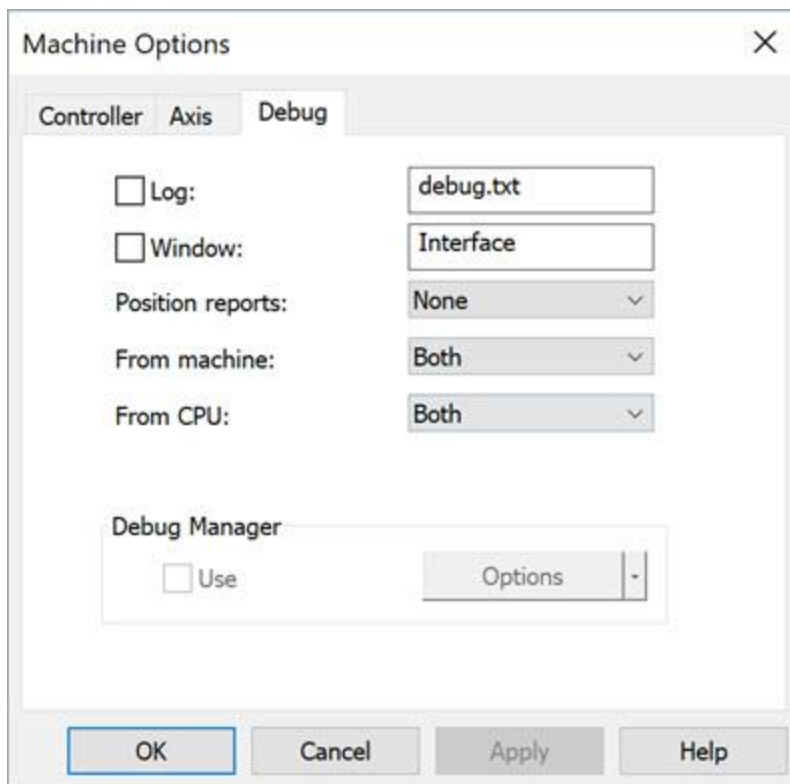 Machine Options
Controller Axis Debug
Log: debug.txt
Window: Interface
Position reports: None
From machine: Both
From CPU: Both
Debug Manager
Use Options
OK Cancel Apply Help